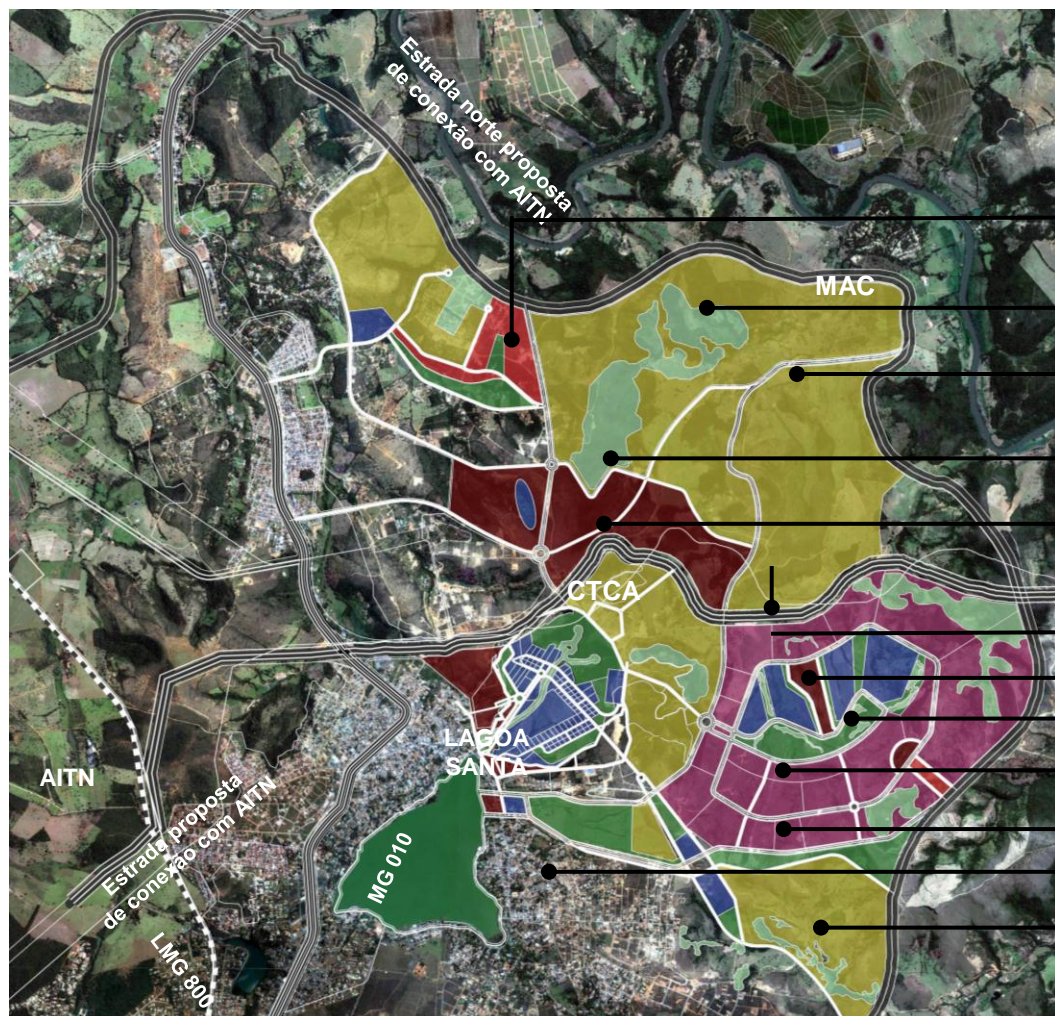 Estrada norte proposta
de conexão com AITN
MAC
CTCA
LAGOA
SANTA
AITN
Estrada proposta
de conexão com AITN
MG 010
LMG 800